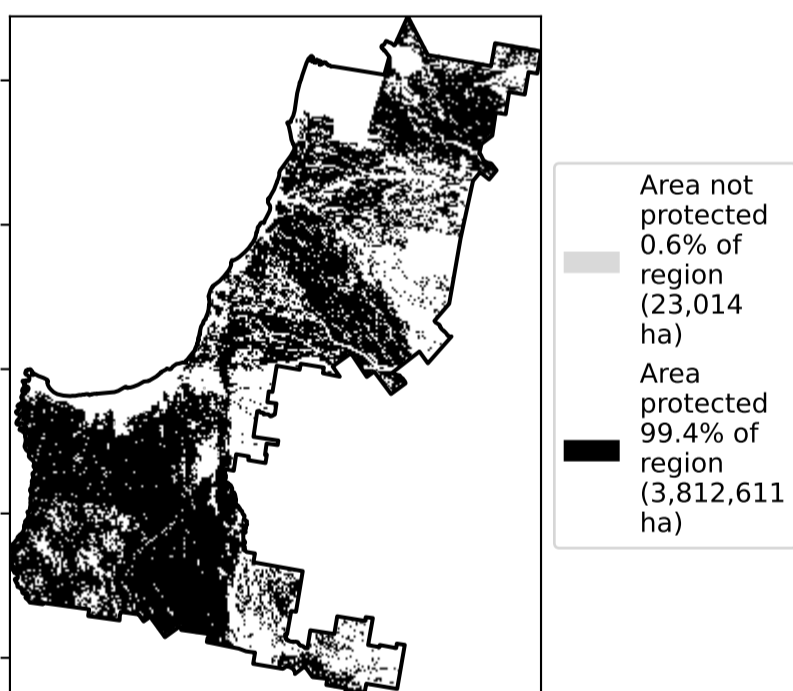 Area not
protected
0.6% of
region
(23,014
ha)
Area
protected
99.4% of
region
(3,812,611
ha)